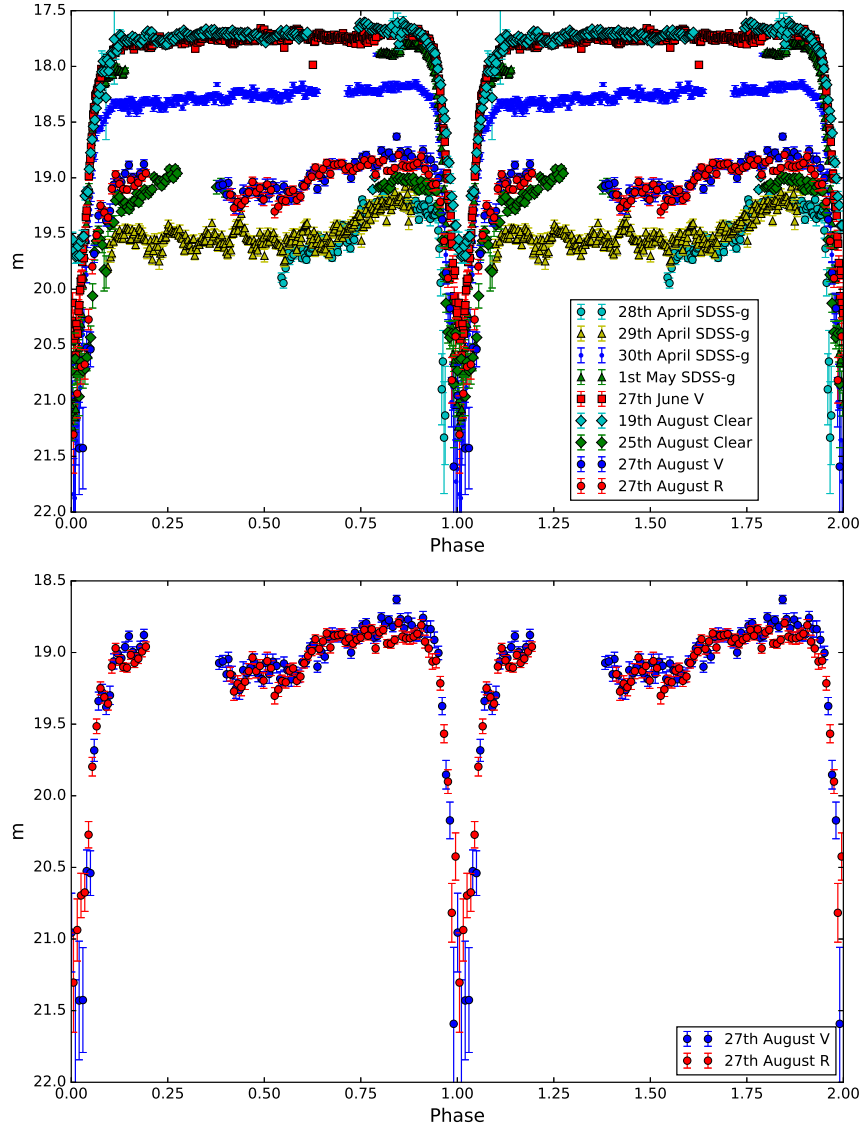 17.5
18.0
18.5
19.0
19.5
20.0
20.5
21.0
21.5
22.0
m
0.00 0.25 0.50 0.75 1.00 1.25 1.50 1.75 2.00
Phase
28th April SDSS-g
29th April SDSS-g
30th April SDSS-g
1st May SDSS-g
27th June V
19th August Clear
25th August Clear
27th August V
27th August R
18.5
19.0
19.5
20.0
20.5
21.0
21.5
22.0
m
0.00 0.25 0.50 0.75 1.00 1.25 1.50 1.75 2.00
Phase
27th August V
27th August R